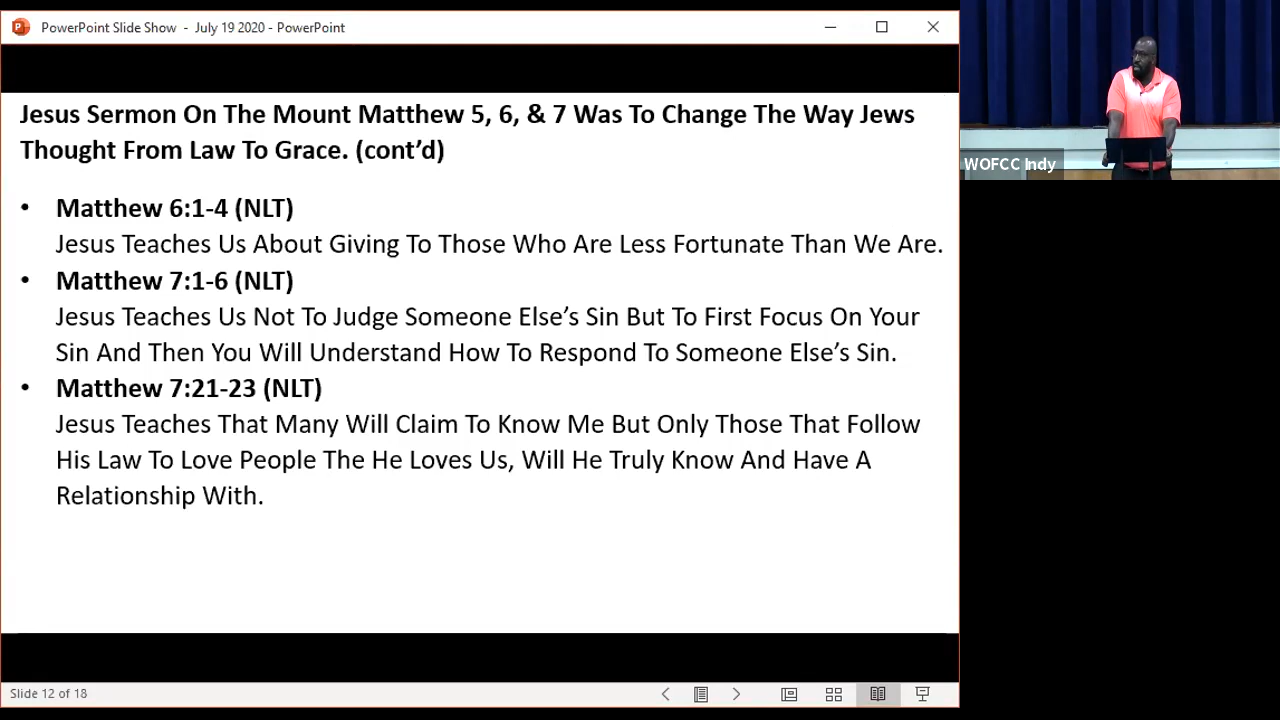 PowerPoint Slide Show - July 19 2020 - PowerPoint
Jesus Sermon On The Mount Matthew 5, 6, & 7 Was To Change The Way Jews
Thought From Law To Grace. (cont’d)
• Matthew 6:1-4 (NLT)
Jesus Teaches Us About Giving To Those Who Are Less Fortunate Than We Are.
• Matthew 7:1-6 (NLT)
Jesus Teaches Us Not To Judge Someone Else’s Sin But To First Focus On Your
Sin And Then You Will Understand How To Respond To Someone Else’s Sin.
• Matthew 7:21-23 (NLT)
Jesus Teaches That Many Will Claim To Know Me But Only Those That Follow
His Law To Love People The He Loves Us, Will He Truly Know And Have A
Relationship With.
Slide 12 of 18
WOFCC Indy